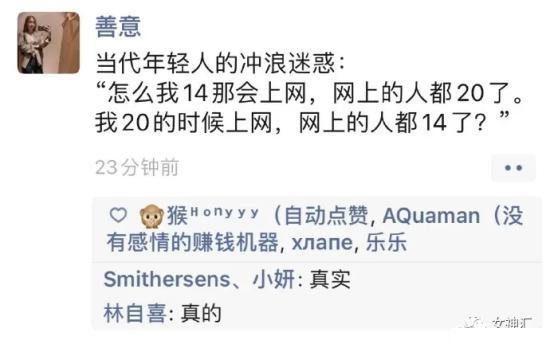 善意
当代年轻人的冲浪迷惑：
“怎么我14那会上网，网上的人都20了。
我20的时候上网，网上的人都14了？”
23分钟前
猴ᴴᵒⁿʸʸʸ（自动点赞, AQuaman（没
有感情的赚钱机器, хлапе, 乐乐
Smithersens、小妍: 真实
林自喜: 真的
女神汇